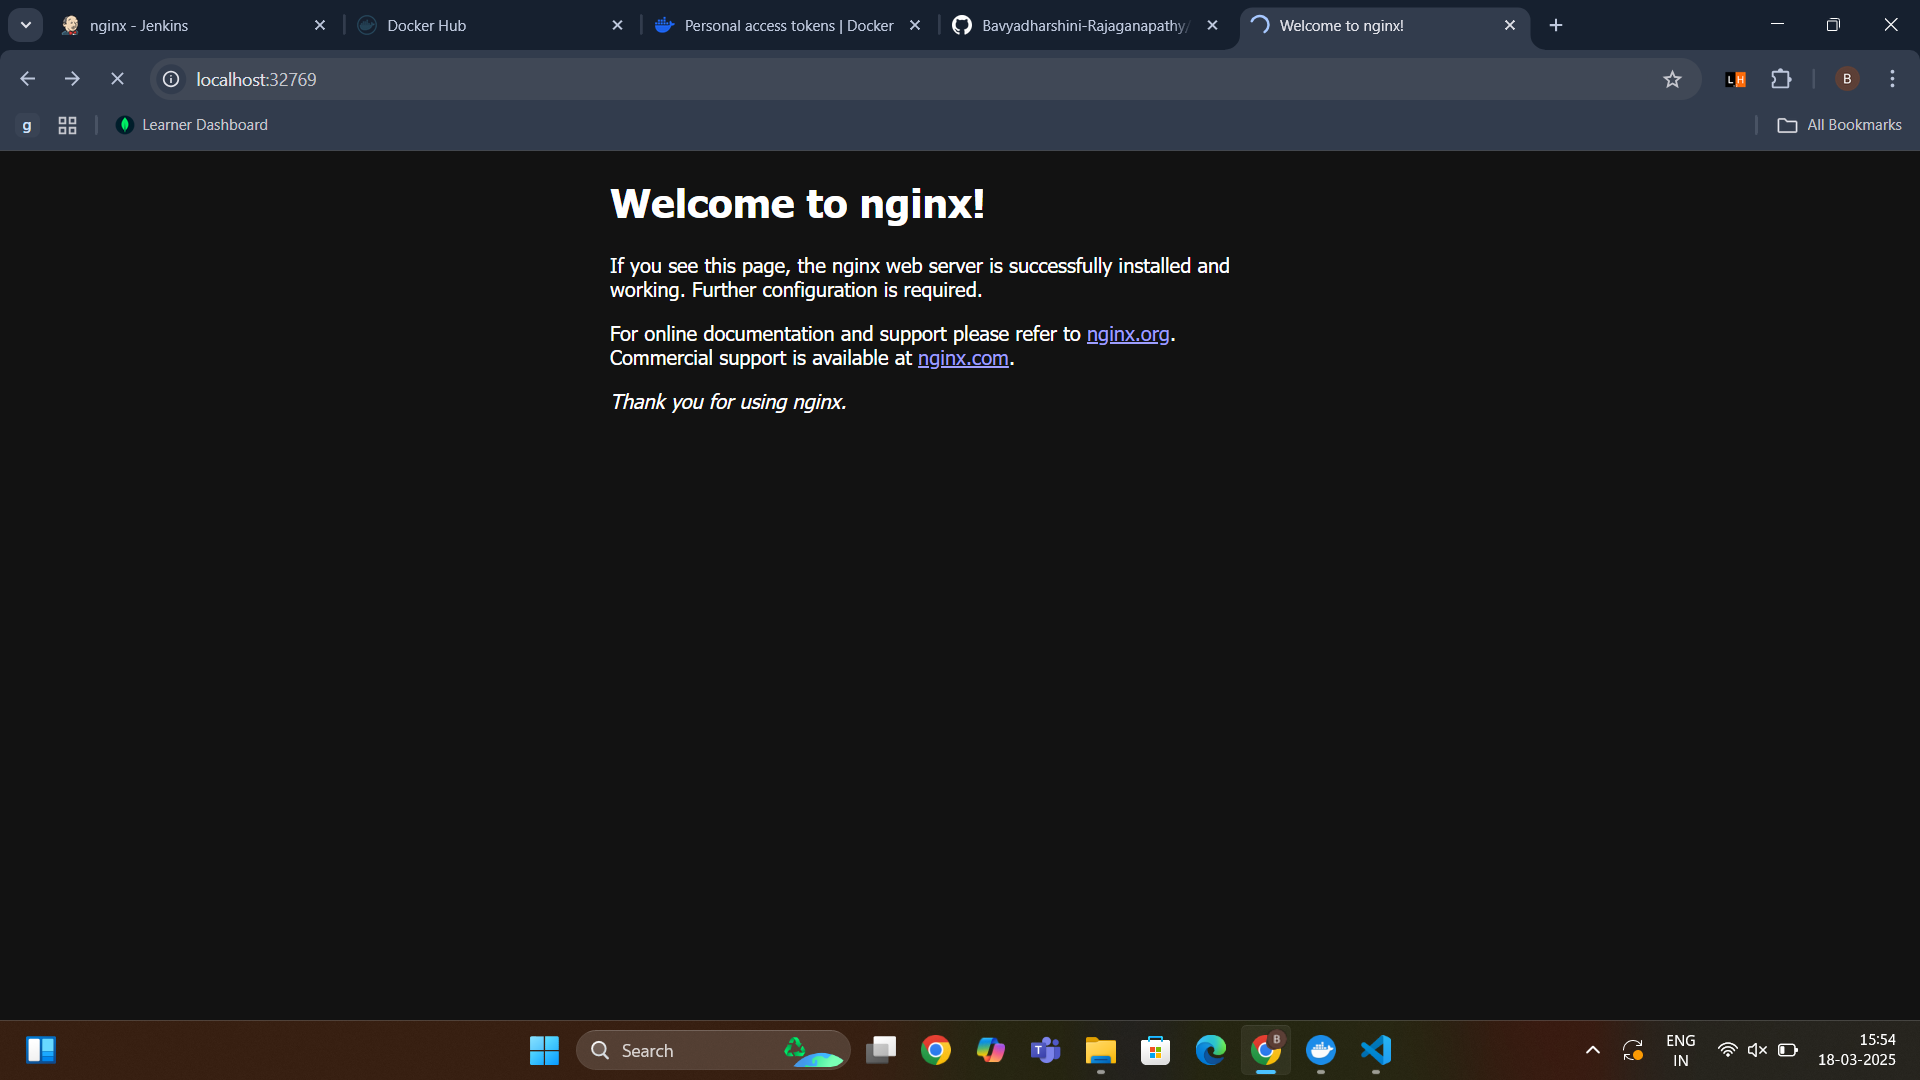 nginx - Jenkins
Docker Hub
Personal access tokens | Docker
Bavyadharshini-Rajaganapathy/
Welcome to nginx!
localhost:32769
L H
B
g
Learner Dashboard
All Bookmarks
Welcome to nginx!
If you see this page, the nginx web server is successfully installed and
working. Further configuration is required.
For online documentation and support please refer to nginx.org.
Commercial support is available at nginx.com.
Thank you for using nginx.
Search
T
B
ENG
IN
15:54
18-03-2025